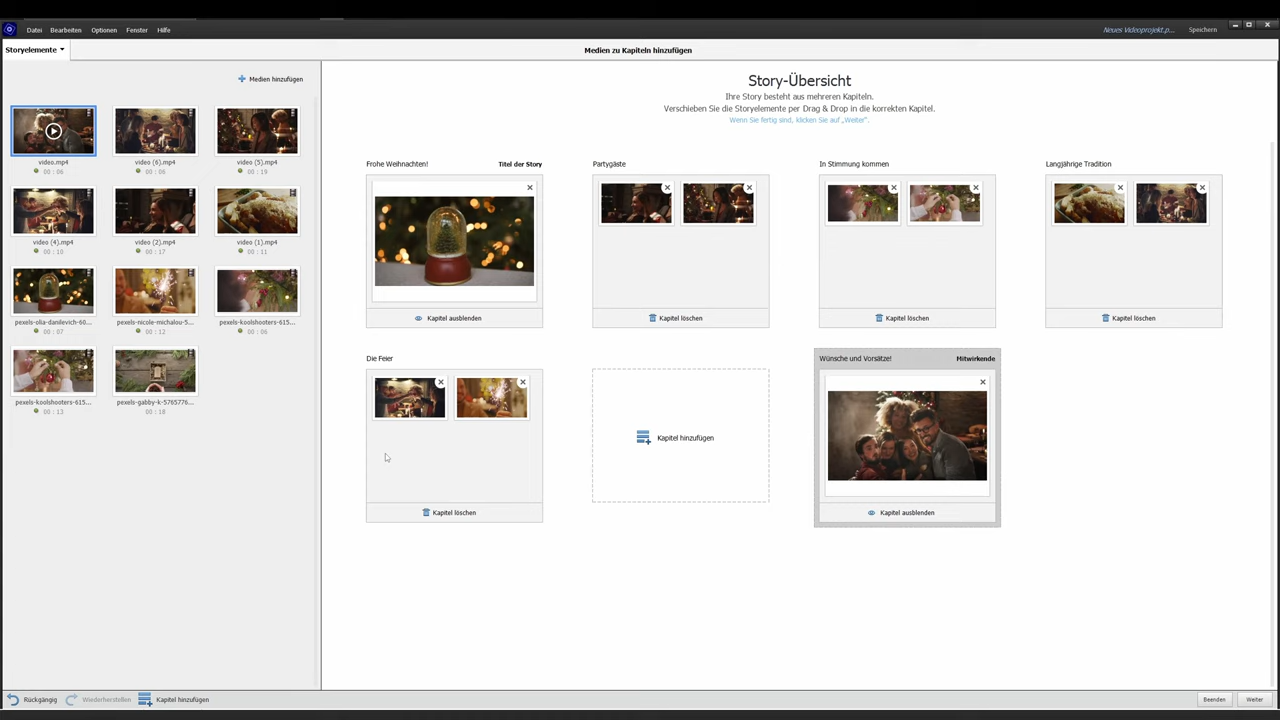 Datei Bearbeiten Optionen Fenster Hilfe
Neues Videoprojekt.p... Speichern
Storyelemente
Medien zu Kapiteln hinzufügen
Medien hinzufügen
Story-Übersicht
Ihre Story besteht aus mehreren Kapiteln.
Verschieben Sie die Storyelemente per Drag & Drop in die korrekten Kapitel.
Wenn Sie fertig sind, klicken Sie auf „Weiter".
video.mp4 video (6).mp4 video (5).mp4
00 : 06 00 : 06 00 : 19
video (4).mp4 video (2).mp4 video (1).mp4
00 : 10 00 : 17 00 : 11
pexels-olia-danilevich-60... pexels-nicole-michalou-5... pexels-koolshooters-615...
00 : 07 00 : 12 00 : 06
pexels-koolshooters-615... pexels-gabby-k-5765776...
00 : 13 00 : 18
Frohe Weihnachten! Titel der Story
Kapitel ausblenden
Partygäste
Kapitel löschen
In Stimmung kommen
Kapitel löschen
Langjährige Tradition
Kapitel löschen
Die Feier
Kapitel löschen
Kapitel hinzufügen
Wünsche und Vorsätze! Mitwirkende
Kapitel ausblenden
Rückgängig Wiederherstellen Kapitel hinzufügen
Beenden Weiter